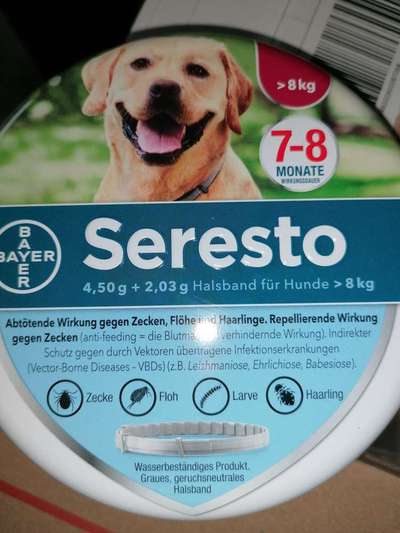 >8kg
7-8
MONATE
WIRKUNGSDAUER
BAYER
BAYER
Seresto
4,50 g + 2,03 g Halsband für Hunde > 8 kg
Abtötende Wirkung gegen Zecken, Flöhe und Haarlinge. Repellierende Wirkung
gegen Zecken (anti-feeding = die Blutmahlzeit verhindernde Wirkung). Indirekter
Schutz gegen durch Vektoren übertragene Infektionserkrankungen
(Vector-Borne Diseases - VBDs) (z.B. Leishmaniose, Ehrlichiose, Babesiose).
Zecke Floh Larve Haarling
Wasserbeständiges Produkt.
Graues, geruchsneutrales
Halsband